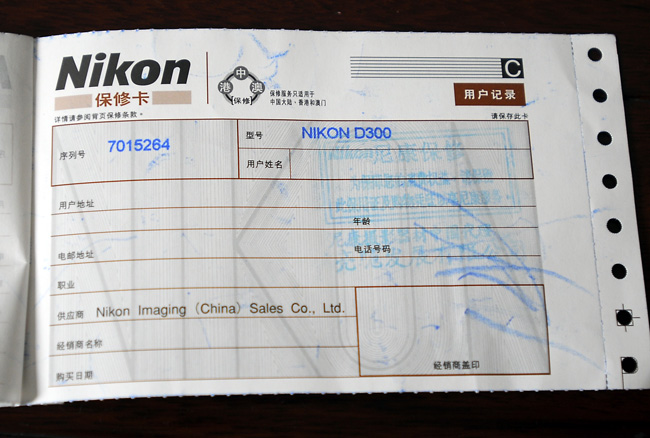 Nikon
保修卡
详情请参阅背页保修条款。
中
港 澳
保修
保修服务只适用于
中国大陆、香港和澳门
C
用户记录
请保存此卡
序列号 7015264
型号 NIKON D300
用户姓名
用户地址
年龄
电邮地址
电话号码
职业
供应商 Nikon Imaging (China) Sales Co., Ltd.
经销商名称
经销商盖印
购买日期